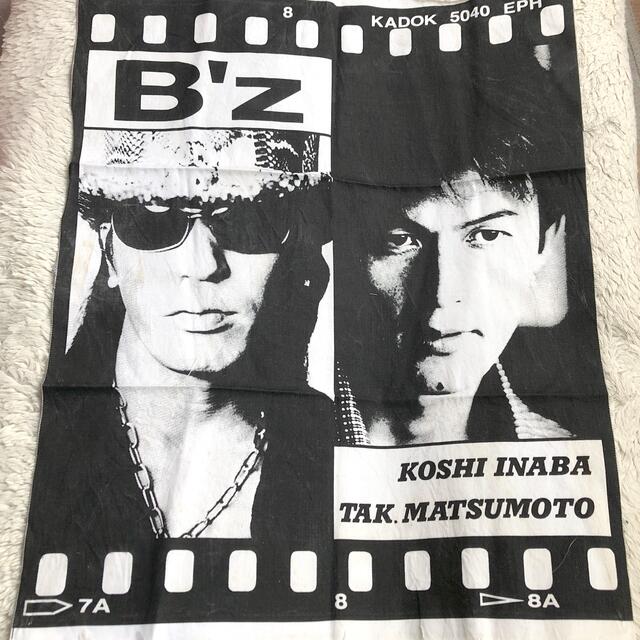 8
KADOK 5040 EPH
B'z
KOSHI INABA
TAK. MATSUMOTO
7A
8
8A